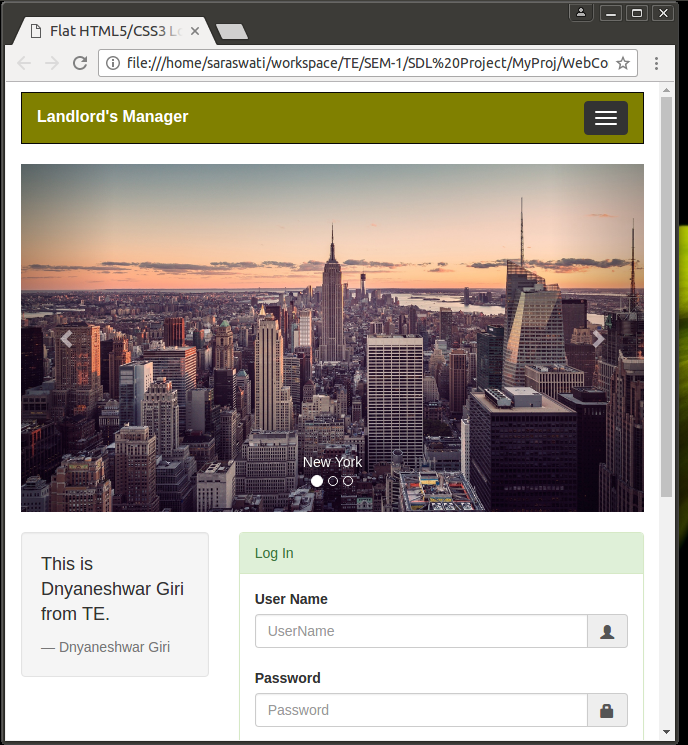 Flat HTML5/CSS3 Lo
file:///home/saraswati/workspace/TE/SEM-1/SDL%20Project/MyProj/WebCo
Landlord's Manager
New York
This is
Dnyaneshwar Giri
from TE.
— Dnyaneshwar Giri
Log In
User Name
UserName
Password
Password